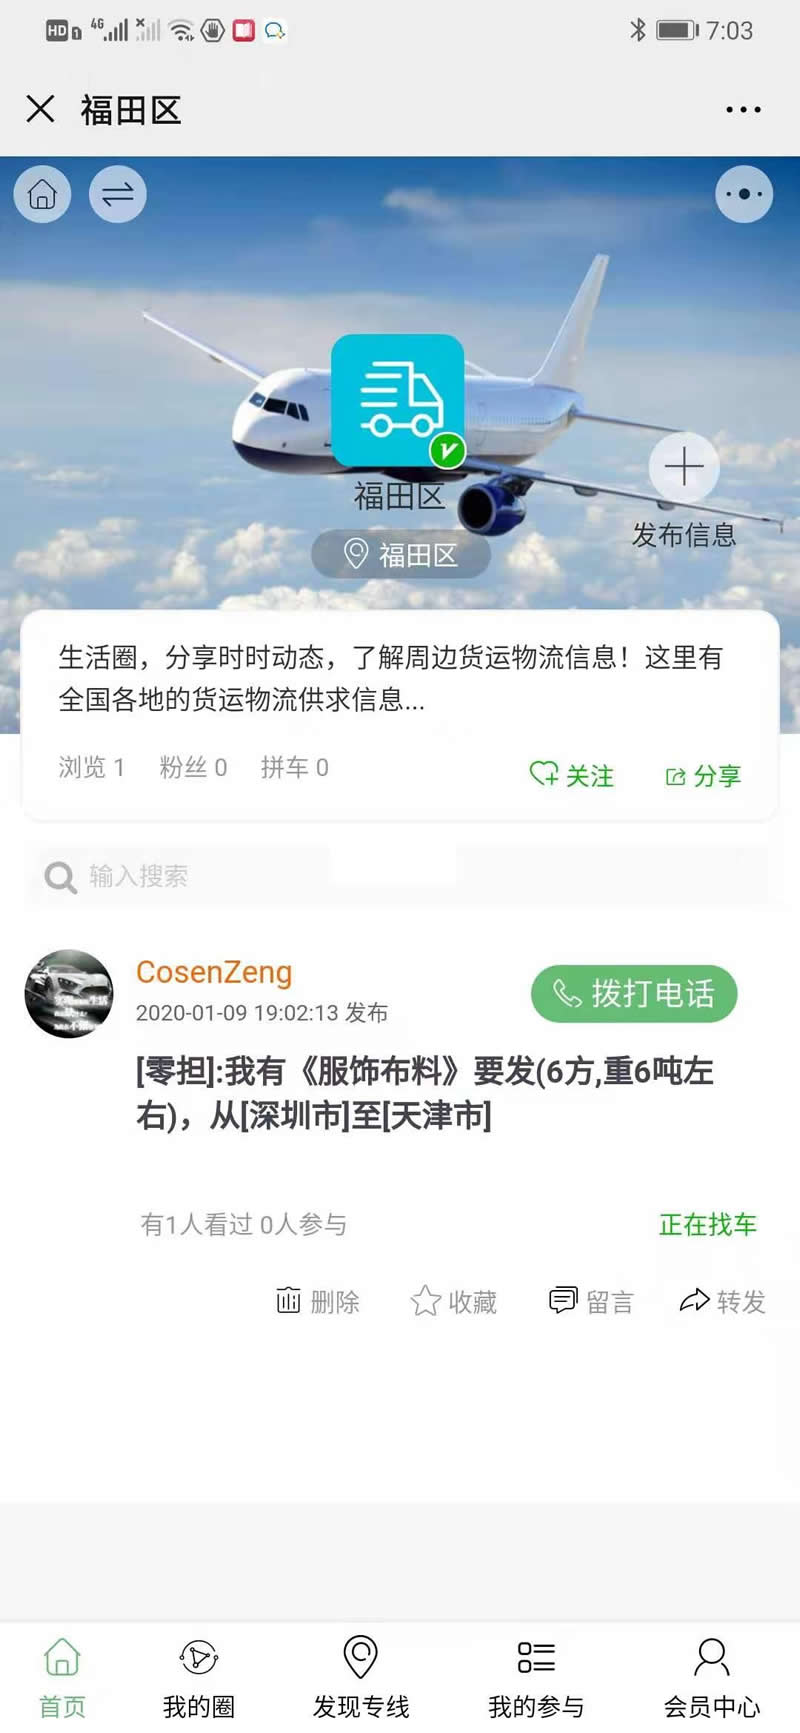 HD 1 4G 7:03
福田区
福田区
福田区
发布信息
生活圈，分享时时动态，了解周边货运物流信息！这里有
全国各地的货运物流供求信息...
浏览 1 粉丝 0 拼车 0 关注 分享
输入搜索
CosenZeng
2020-01-09 19:02:13 发布
拨打电话
[零担]:我有《服饰布料》要发(6方,重6吨左
右)，从[深圳市]至[天津市]
有1人看过 0人参与 正在找车
删除 收藏 留言 转发
首页 我的圈 发现专线 我的参与 会员中心